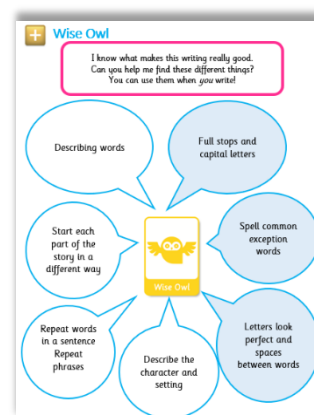 Wise Owl
I know what makes this writing really good.
Can you help me find these different things?
You can use them when you write!
Describing words
Full stops and
capital letters
Start each
part of the
story in a
different way
Spell common
exception
words
Wise Owl
Repeat words
in a sentence
Repeat
phrases
Describe the
character and
setting
Letters look
perfect and
spaces
between words